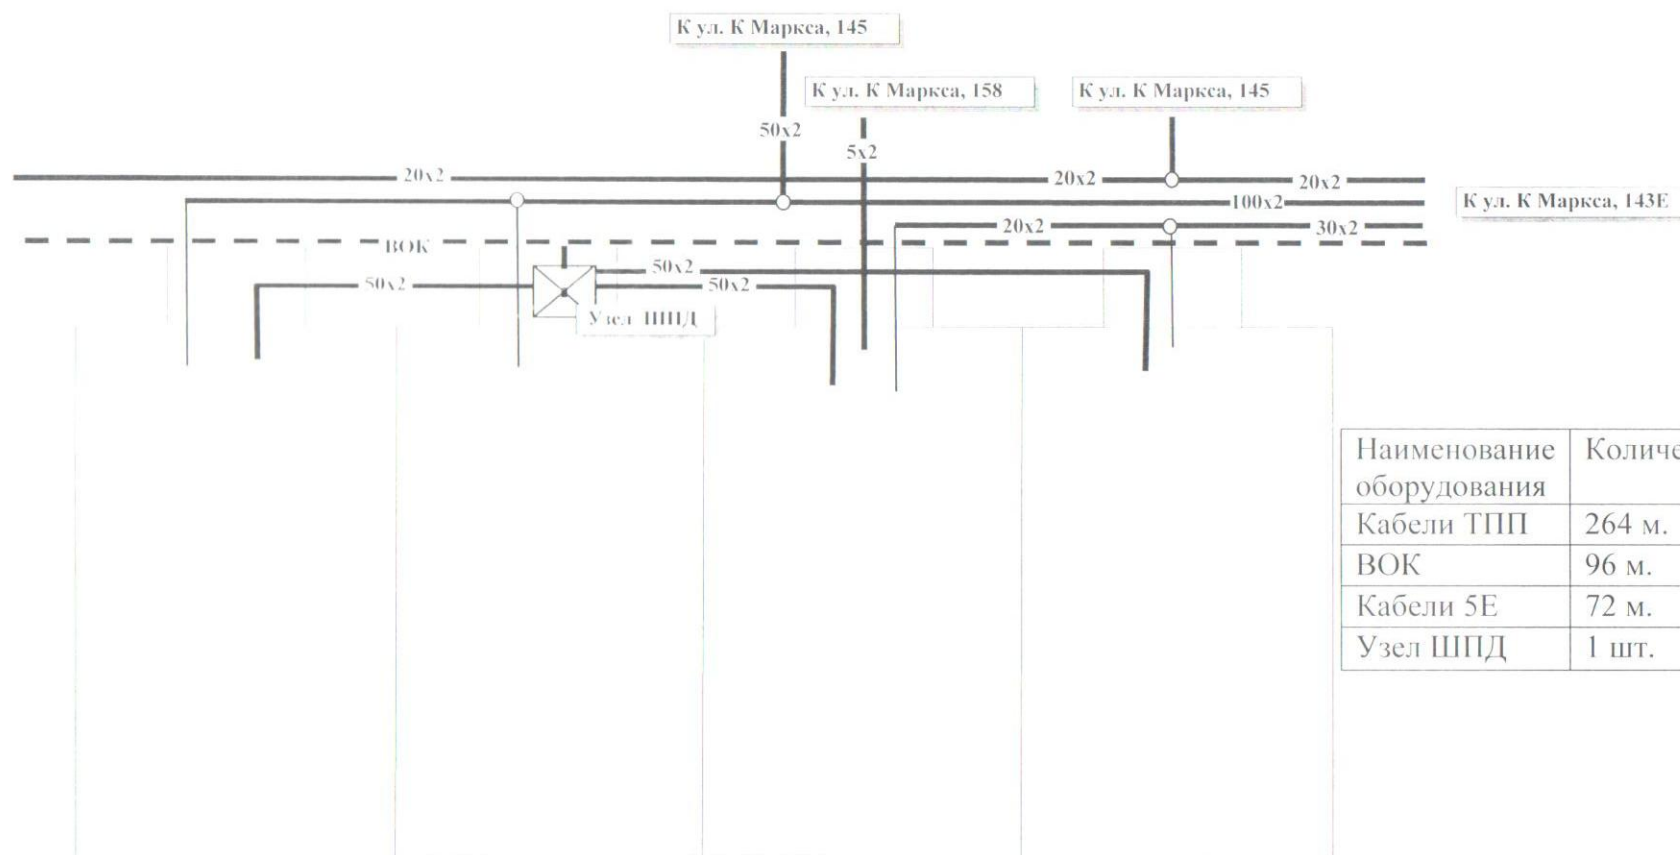 К ул. К Маркса, 145
К ул. К Маркса, 158
К ул. К Маркса, 145
50х2
5х2
20х2
20х2
20х2
100х2
К ул. К Маркса, 143Е
20х2
30х2
ВОК
50х2
50х2
50х2
Узел ШПД
Наименование Количе
оборудования
Кабели ТПП 264 м.
ВОК 96 м.
Кабели 5Е 72 м.
Узел ШПД 1 шт.